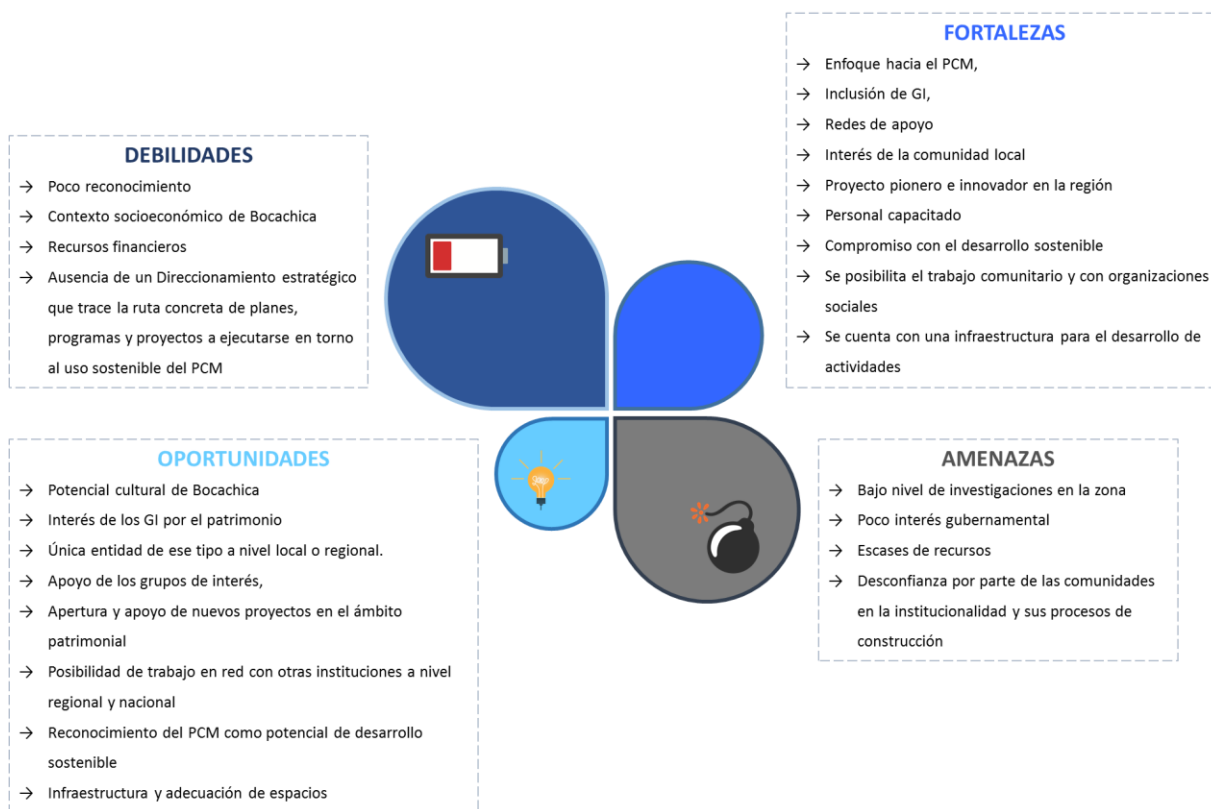 DEBILIDADES
→ Poco reconocimiento
→ Contexto socioeconómico de Bocachica
→ Recursos financieros
→ Ausencia de un Direccionamiento estratégico
que trace la ruta concreta de planes,
programas y proyectos a ejecutarse en torno
al uso sostenible del PCM
FORTALEZAS
→ Enfoque hacia el PCM,
→ Inclusión de GI,
→ Redes de apoyo
→ Interés de la comunidad local
→ Proyecto pionero e innovador en la región
→ Personal capacitado
→ Compromiso con el desarrollo sostenible
→ Se posibilita el trabajo comunitario y con organizaciones
sociales
→ Se cuenta con una infraestructura para el desarrollo de
actividades
OPORTUNIDADES
→ Potencial cultural de Bocachica
→ Interés de los GI por el patrimonio
→ Única entidad de ese tipo a nivel local o regional.
→ Apoyo de los grupos de interés,
→ Apertura y apoyo de nuevos proyectos en el ámbito
patrimonial
→ Posibilidad de trabajo en red con otras instituciones a nivel
regional y nacional
→ Reconocimiento del PCM como potencial de desarrollo
sostenible
→ Infraestructura y adecuación de espacios
AMENAZAS
→ Bajo nivel de investigaciones en la zona
→ Poco interés gubernamental
→ Escases de recursos
→ Desconfianza por parte de las comunidades
en la institucionalidad y sus procesos de
construcción